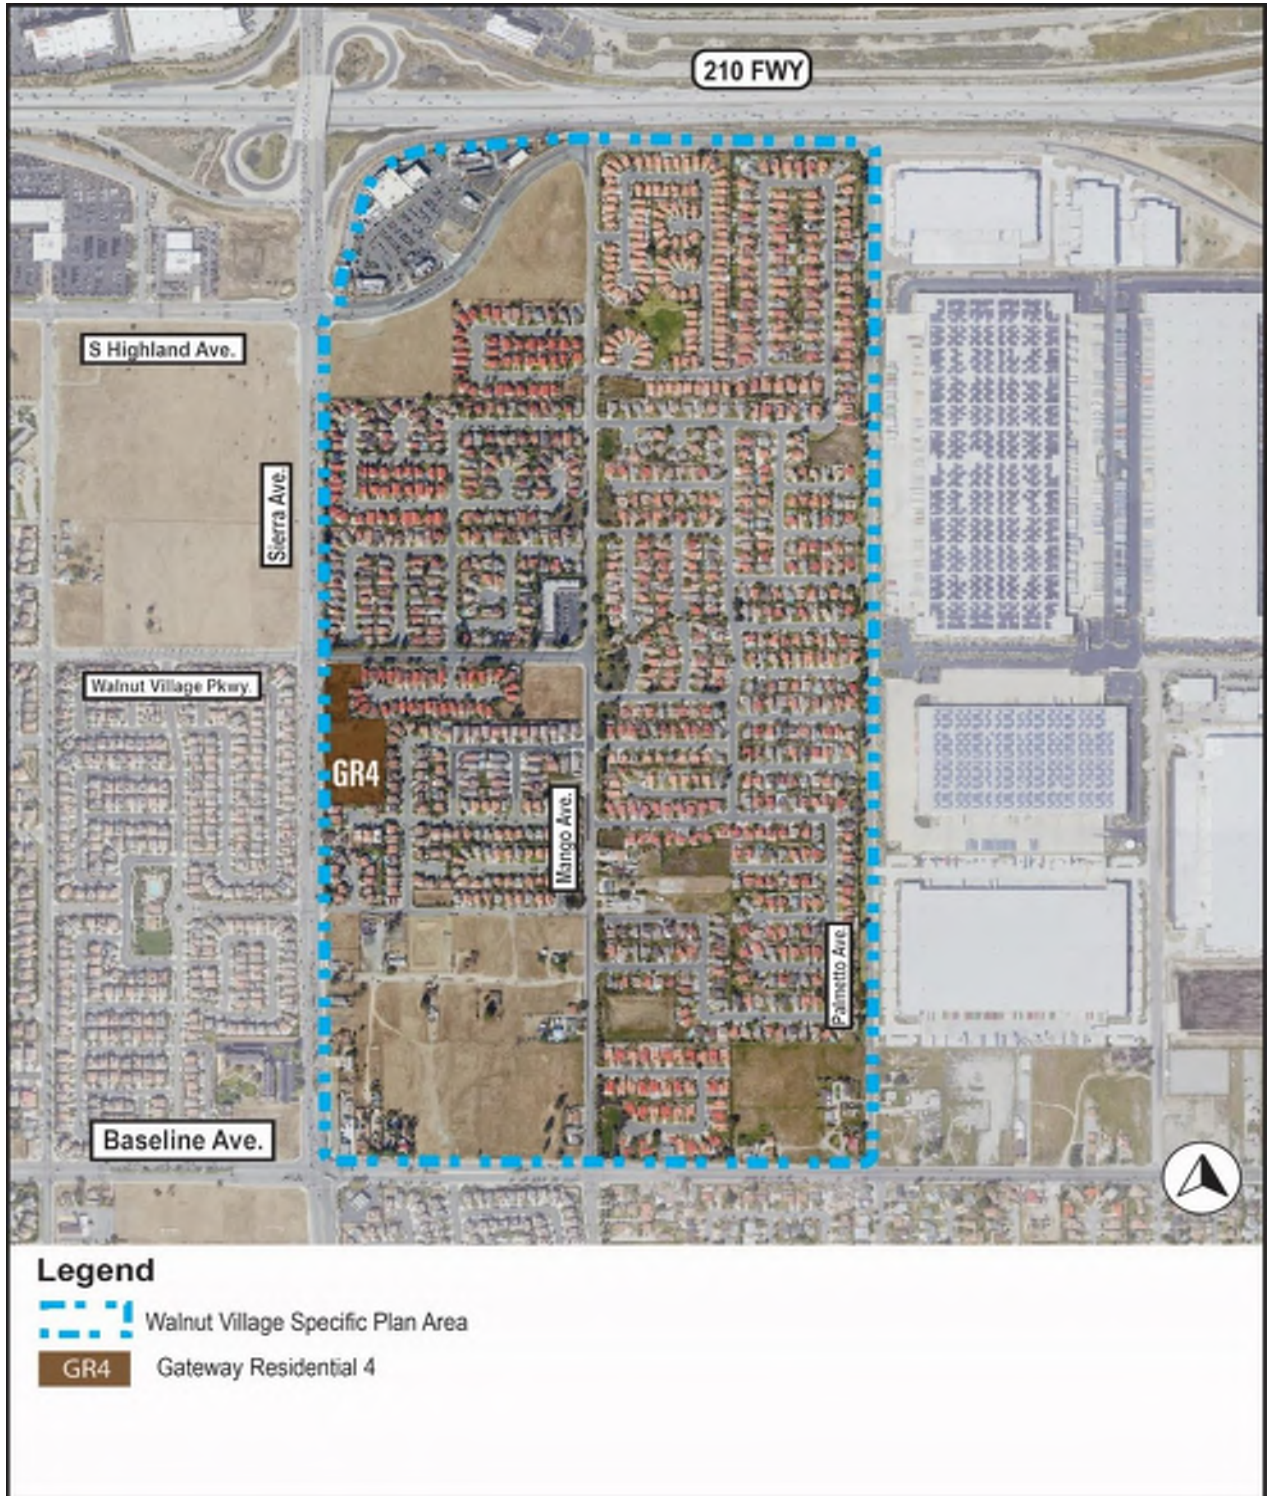 210 FWY
S Highland Ave.
Sierra Ave.
Walnut Village Pkwy.
GR4
Mango Ave.
Palmetto Ave.
Baseline Ave.
Legend
Walnut Village Specific Plan Area
GR4 Gateway Residential 4